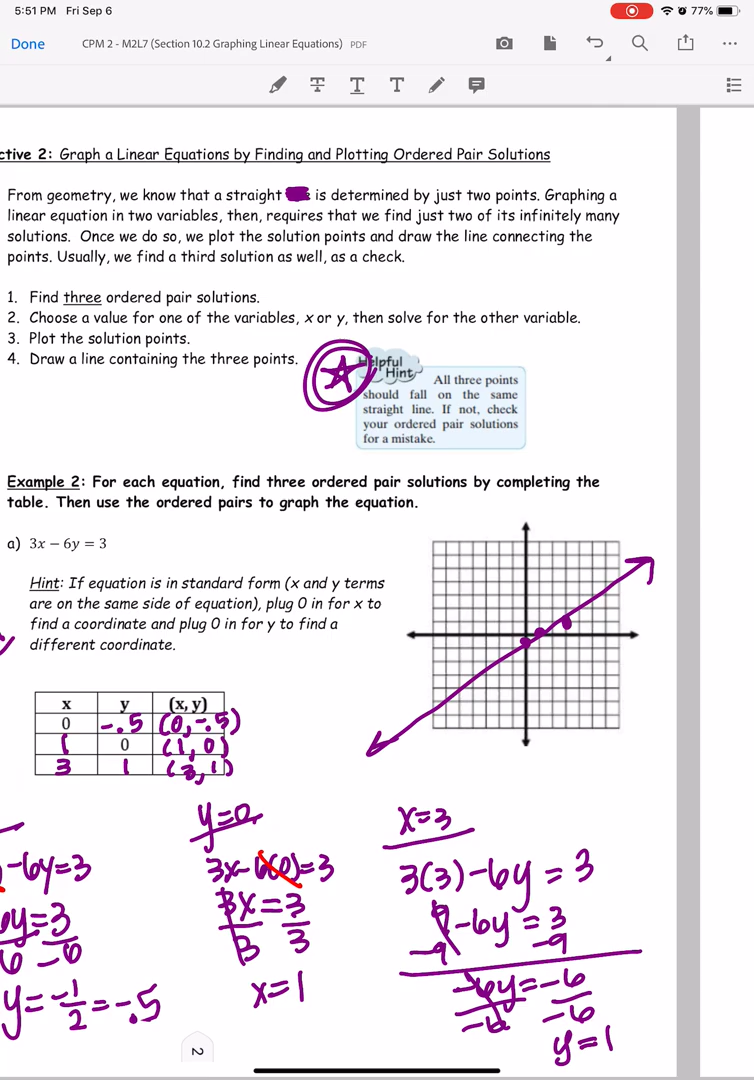 5:51 PM Fri Sep 6
77%
Done
CPM 2 - M2L7 (Section 10.2 Graphing Linear Equations) PDF
ctive 2: Graph a Linear Equations by Finding and Plotting Ordered Pair Solutions
From geometry, we know that a straight is determined by just two points. Graphing a
linear equation in two variables, then, requires that we find just two of its infinitely many
solutions. Once we do so, we plot the solution points and draw the line connecting the
points. Usually, we find a third solution as well, as a check.
1. Find three ordered pair solutions.
2. Choose a value for one of the variables, x or y, then solve for the other variable.
3. Plot the solution points.
4. Draw a line containing the three points.
Helpful
Hint
All three points
should fall on the same
straight line. If not, check
your ordered pair solutions
for a mistake.
Example 2: For each equation, find three ordered pair solutions by completing the
table. Then use the ordered pairs to graph the equation.
a) 3x − 6y = 3
Hint: If equation is in standard form (x and y terms
are on the same side of equation), plug 0 in for x to
find a coordinate and plug 0 in for y to find a
different coordinate.
x y (x, y)
0 -.5 (0, -.5)
1 0 (1, 0)
3 1 (3, 1)
-6y=3
6y=3
6 -6
y=-1/2=-.5
y=0
3x-6(0)=3
3x=3
3 3
x=1
x=3
3(3)-6y=3
9-6y=3
-9 -9
-6y=-6
-6 -6
y=1
2